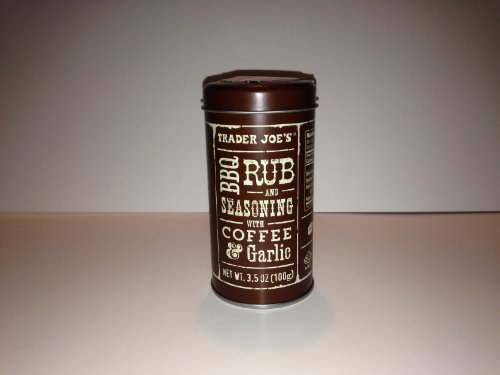 TRADER JOE'S
BBQ RUB
AND
SEASONING
WITH
COFFEE
& Garlic
NET WT. 3.5 OZ (100g)